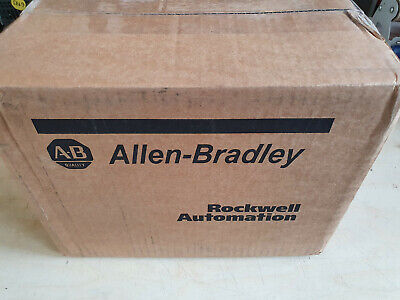 A-B
QUALITY
Allen-Bradley
Rockwell
Automation